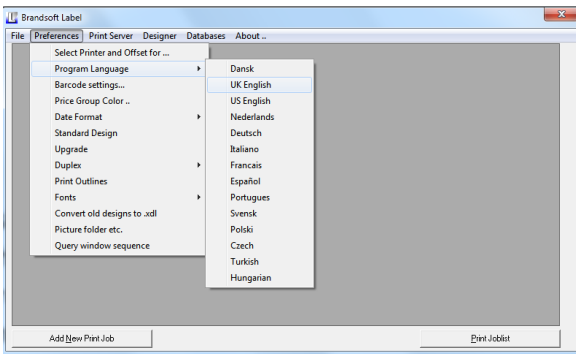 Brandsoft Label
File Preferences Print Server Designer Databases About ..
Select Printer and Offset for ...
Program Language
Barcode settings...
Price Group Color ..
Date Format
Standard Design
Upgrade
Duplex
Print Outlines
Fonts
Convert old designs to .xdl
Picture folder etc.
Query window sequence
Dansk
UK English
US English
Nederlands
Deutsch
Italiano
Francais
Español
Portugues
Svensk
Polski
Czech
Turkish
Hungarian
Add New Print Job
Print Joblist